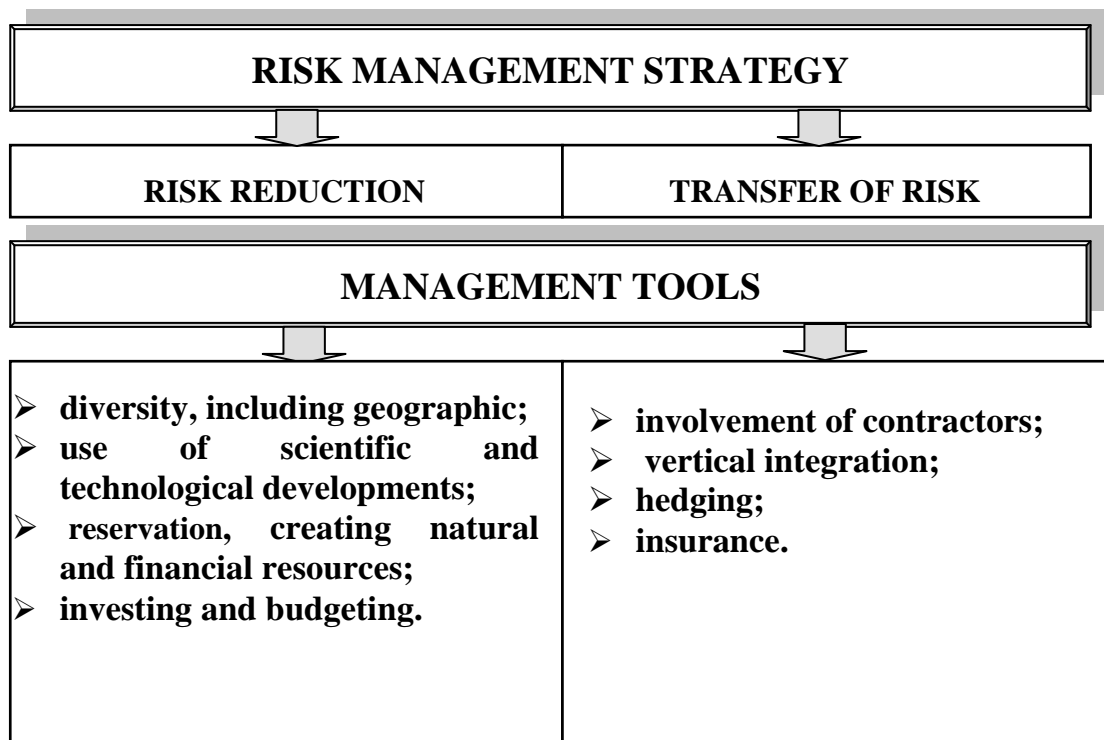 RISK MANAGEMENT STRATEGY
RISK REDUCTION
TRANSFER OF RISK
MANAGEMENT TOOLS
➢ diversity, including geographic;
➢ use of scientific and
technological developments;
➢ reservation, creating natural
and financial resources;
➢ investing and budgeting.
➢ involvement of contractors;
➢ vertical integration;
➢ hedging;
➢ insurance.